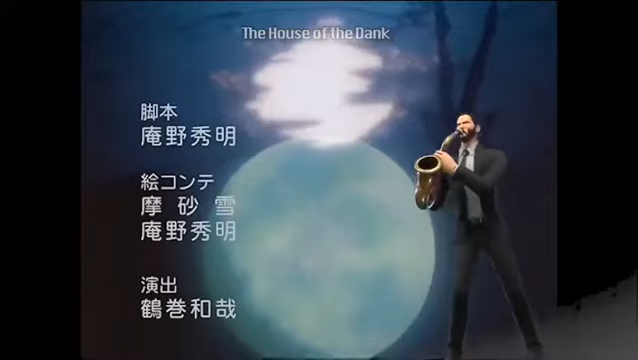 The House of the Dank
脚本
庵野秀明
絵コンテ
摩砂雪
庵野秀明
演出
鶴巻和哉